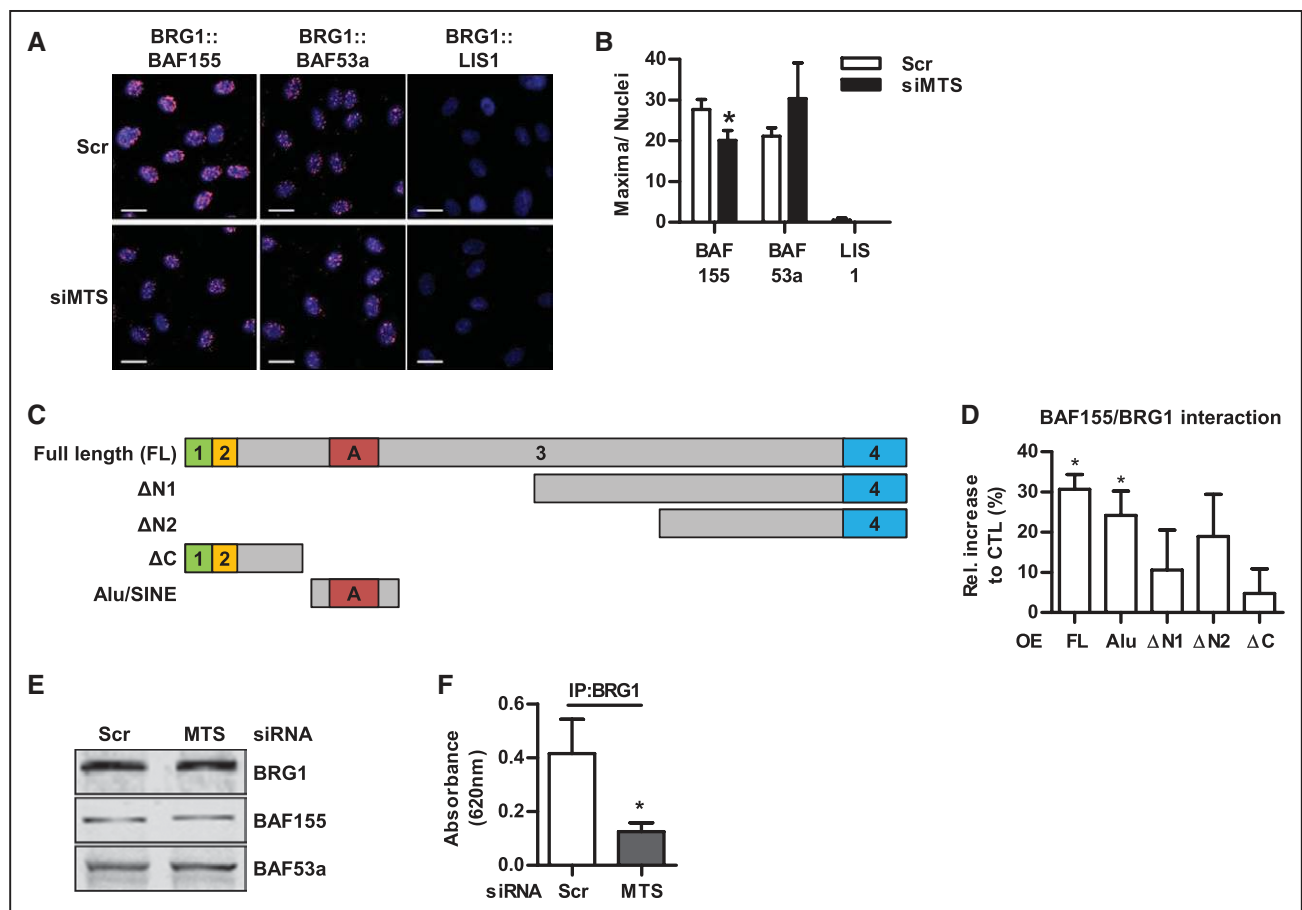 A
BRG1::
BAF155
BRG1::
BAF53a
BRG1::
LIS1
Scr
siMTS
B
Maxima/ Nuclei
40
30
20
10
0
*
Scr
siMTS
BAF
155
BAF
53a
LIS
1
C
Full length (FL)
1 2 A 3 4
ΔN1
4
ΔN2
4
ΔC
1 2
Alu/SINE
A
D
BAF155/BRG1 interaction
Rel. increase
to CTL (%)
40
30
20
10
0
* *
OE FL Alu ΔN1 ΔN2 ΔC
E
Scr MTS siRNA
BRG1
BAF155
BAF53a
F
IP:BRG1
Absorbance
(620nm)
0.6
0.4
0.2
0.0
*
siRNA Scr MTS